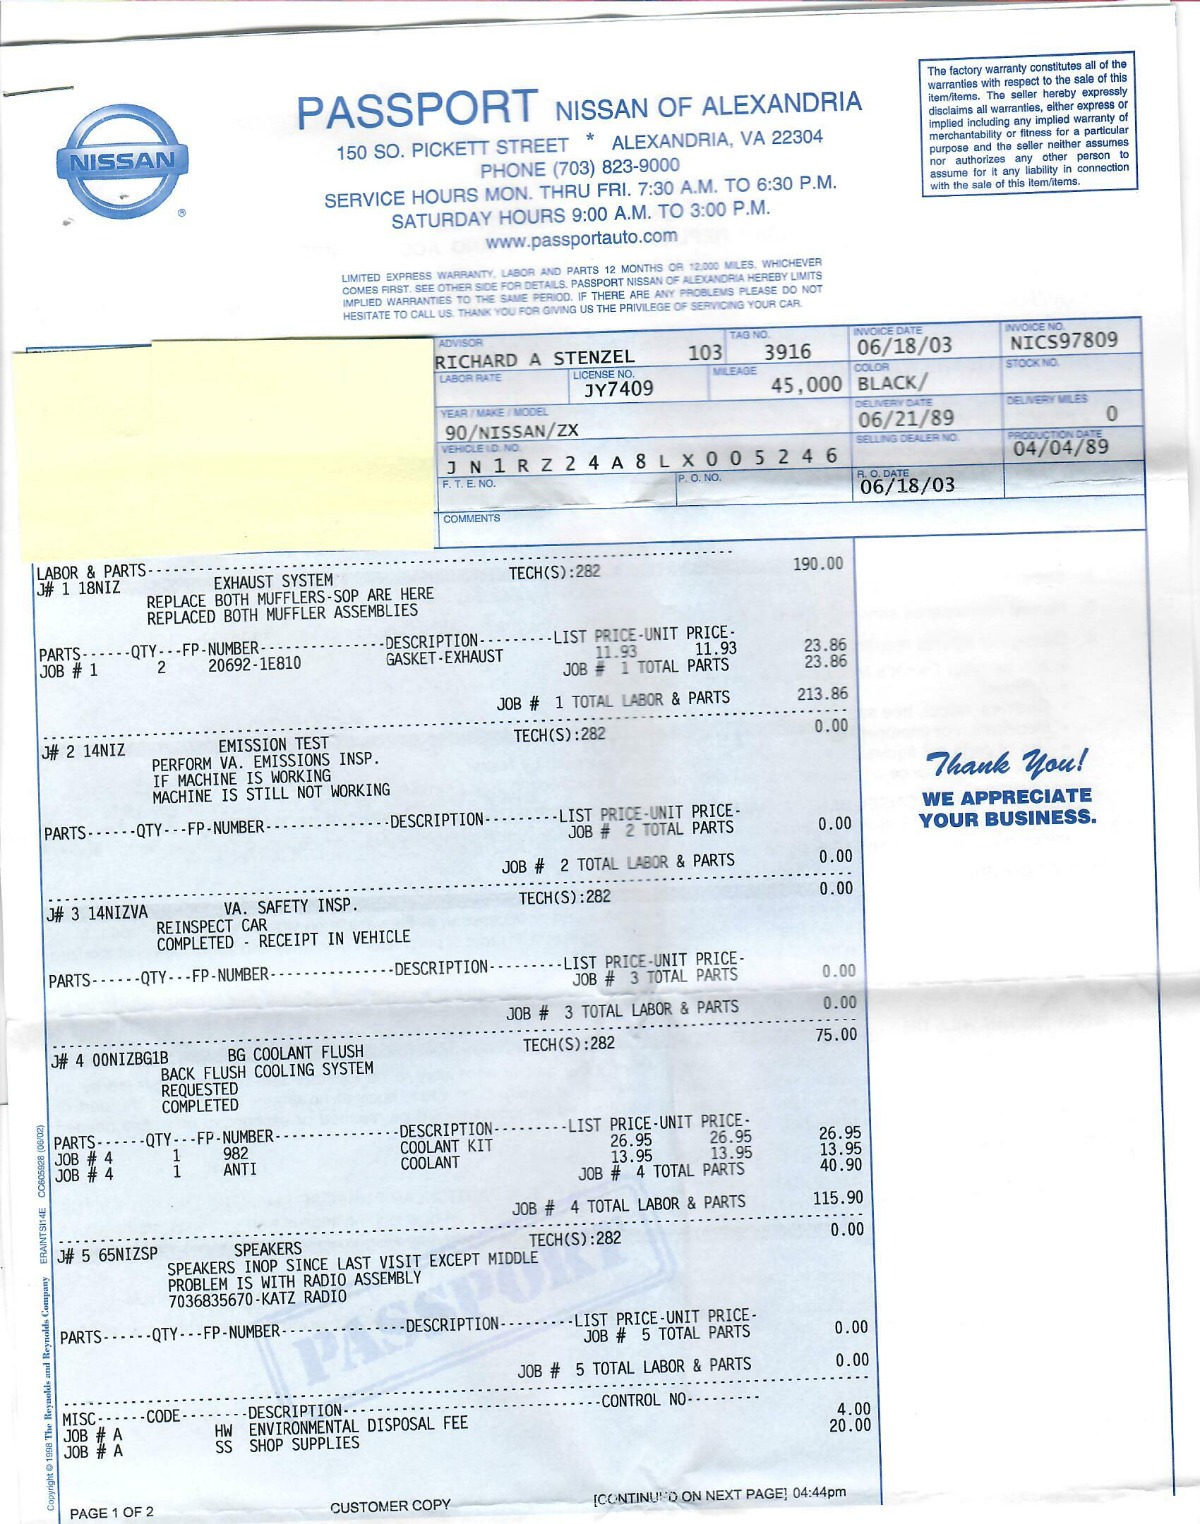 The factory warranty constitutes all of the
warranties with respect to the sale of this
item/items. The seller hereby expressly
disclaims all warranties, either express or
implied including any implied warranty of
merchantability or fitness for a particular
purpose and the seller neither assumes
nor authorizes any other person to
assume for it any liability in connection
with the sale of this item/items.
NISSAN ®
PASSPORT NISSAN OF ALEXANDRIA
150 SO. PICKETT STREET * ALEXANDRIA, VA 22304
PHONE (703) 823-9000
SERVICE HOURS MON. THRU FRI. 7:30 A.M. TO 6:30 P.M.
SATURDAY HOURS 9:00 A.M. TO 3:00 P.M.
www.passportauto.com
LIMITED EXPRESS WARRANTY. LABOR AND PARTS 12 MONTHS OR 12,000 MILES, WHICHEVER
COMES FIRST. SEE OTHER SIDE FOR DETAILS. PASSPORT NISSAN OF ALEXANDRIA HEREBY LIMITS
IMPLIED WARRANTIES TO THE SAME PERIOD. IF THERE ARE ANY PROBLEMS PLEASE DO NOT
HESITATE TO CALL US. THANK YOU FOR GIVING US THE PRIVILEGE OF SERVICING YOUR CAR.
ADVISOR TAG NO. INVOICE DATE INVOICE NO.
RICHARD A STENZEL 103 3916 06/18/03 NICS97809
LABOR RATE LICENSE NO. MILEAGE COLOR STOCK NO.
JY7409 45,000 BLACK/
YEAR / MAKE / MODEL DELIVERY DATE DELIVERY MILES
90/NISSAN/ZX 06/21/89 0
VEHICLE I.D. NO. SELLING DEALER NO. PRODUCTION DATE
J N 1 R Z 2 4 A 8 L X 0 0 5 2 4 6 04/04/89
F. T. E. NO. P. O. NO. R. O. DATE
06/18/03
COMMENTS
LABOR & PARTS----------------------------------------
J# 1 18NIZ EXHAUST SYSTEM TECH(S):282 190.00
REPLACE BOTH MUFFLERS-SOP ARE HERE
REPLACED BOTH MUFFLER ASSEMBLIES
PARTS------QTY---FP-NUMBER---------------DESCRIPTION---------LIST PRICE-UNIT PRICE-
JOB # 1 2 20692-1E810 GASKET-EXHAUST 11.93 11.93 23.86
JOB # 1 TOTAL PARTS 23.86
JOB # 1 TOTAL LABOR & PARTS 213.86
J# 2 14NIZ EMISSION TEST TECH(S):282 0.00
PERFORM VA. EMISSIONS INSP.
IF MACHINE IS WORKING
MACHINE IS STILL NOT WORKING
PARTS------QTY---FP-NUMBER---------------DESCRIPTION---------LIST PRICE-UNIT PRICE-
JOB # 2 TOTAL PARTS 0.00
JOB # 2 TOTAL LABOR & PARTS 0.00
J# 3 14NIZVA VA. SAFETY INSP. TECH(S):282 0.00
REINSPECT CAR
COMPLETED - RECEIPT IN VEHICLE
PARTS------QTY---FP-NUMBER---------------DESCRIPTION---------LIST PRICE-UNIT PRICE-
JOB # 3 TOTAL PARTS 0.00
JOB # 3 TOTAL LABOR & PARTS 0.00
J# 4 00NIZBG1B BG COOLANT FLUSH TECH(S):282 75.00
BACK FLUSH COOLING SYSTEM
REQUESTED
COMPLETED
PARTS------QTY---FP-NUMBER---------------DESCRIPTION---------LIST PRICE-UNIT PRICE-
JOB # 4 1 982 COOLANT KIT 26.95 26.95 26.95
JOB # 4 1 ANTI COOLANT 13.95 13.95 13.95
JOB # 4 TOTAL PARTS 40.90
JOB # 4 TOTAL LABOR & PARTS 115.90
J# 5 65NIZSP SPEAKERS TECH(S):282 0.00
SPEAKERS INOP SINCE LAST VISIT EXCEPT MIDDLE
PROBLEM IS WITH RADIO ASSEMBLY
7036835670-KATZ RADIO
PARTS------QTY---FP-NUMBER---------------DESCRIPTION---------LIST PRICE-UNIT PRICE-
JOB # 5 TOTAL PARTS 0.00
JOB # 5 TOTAL LABOR & PARTS 0.00
MISC------CODE--------DESCRIPTION-------------------------------CONTROL NO---------
JOB # A HW ENVIRONMENTAL DISPOSAL FEE 4.00
JOB # A SS SHOP SUPPLIES 20.00
PASSPORT
Thank You!
WE APPRECIATE
YOUR BUSINESS.
Copyright © 1998 The Reynolds and Reynolds Company ERAINTSI14E CC605928 (06/02)
PAGE 1 OF 2 CUSTOMER COPY [CONTINUED ON NEXT PAGE] 04:44pm